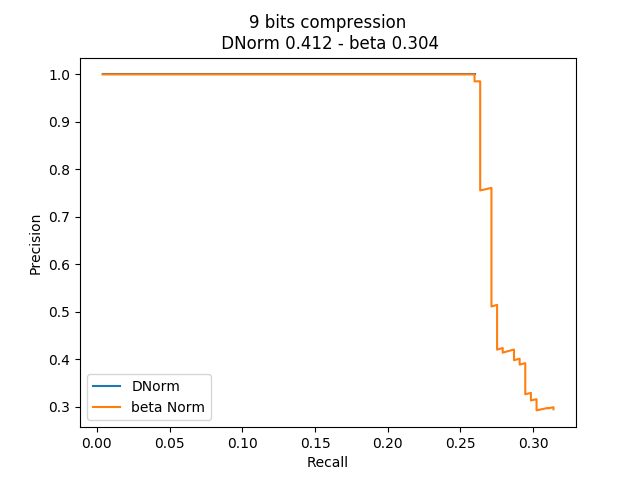 9 bits compression
DNorm 0.412 - beta 0.304
1.0
0.9
0.8
0.7
0.6
0.5
0.4
0.3
Precision
DNorm
beta Norm
0.00 0.05 0.10 0.15 0.20 0.25 0.30
Recall